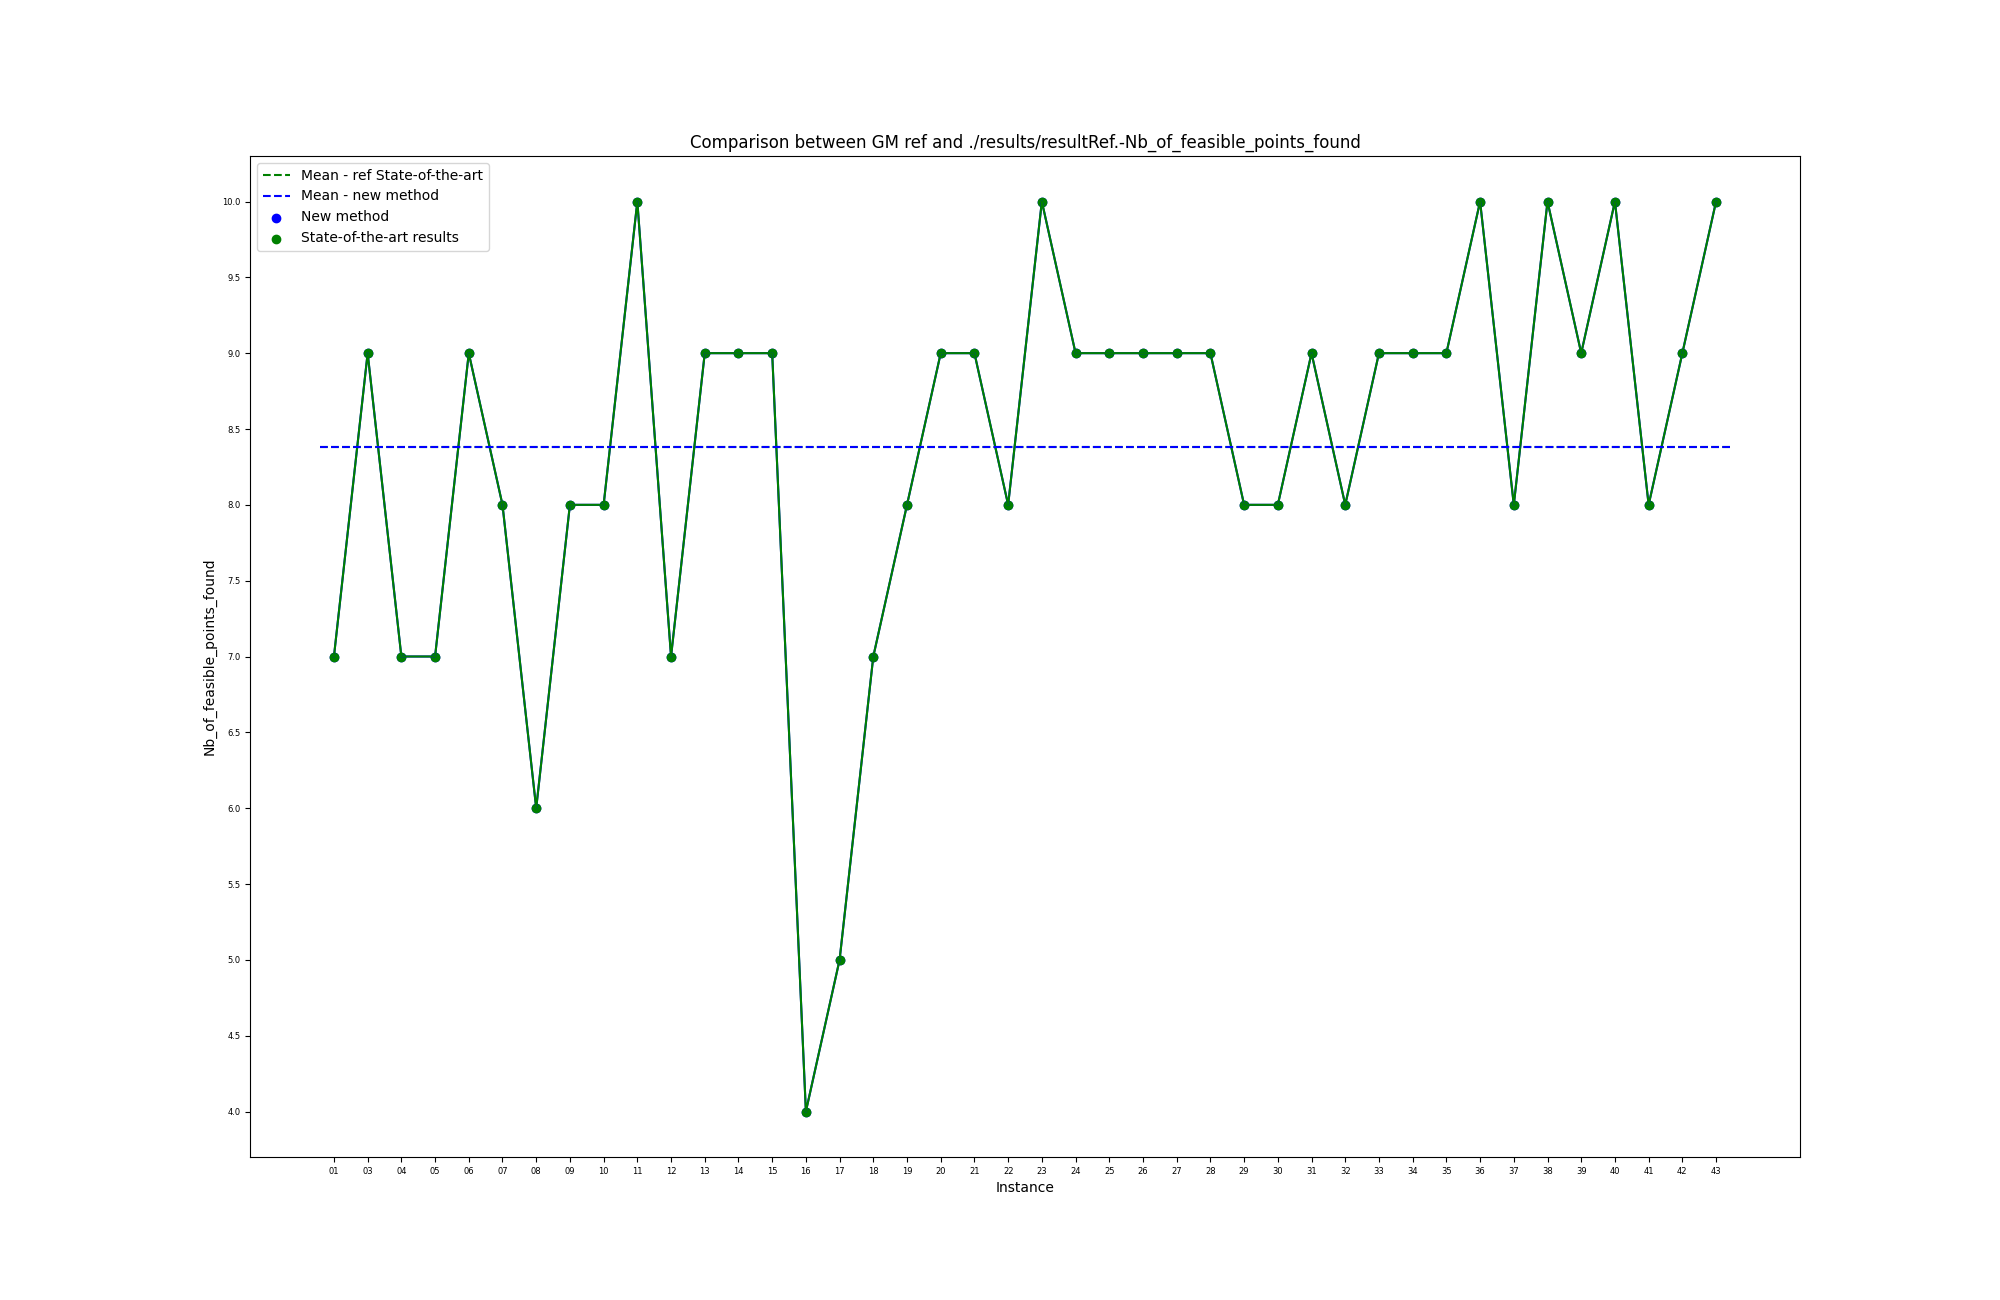 Comparison between GM ref and ./results/resultRef.-Nb_of_feasible_points_found
Mean - ref State-of-the-art
Mean - new method
New method
State-of-the-art results
10.0
9.5
9.0
8.5
8.0
7.5
7.0
6.5
6.0
5.5
5.0
4.5
4.0
Nb_of_feasible_points_found
01 03 04 05 06 07 08 09 10 11 12 13 14 15 16 17 18 19 20 21 22 23 24 25 26 27 28 29 30 31 32 33 34 35 36 37 38 39 40 41 42 43
Instance